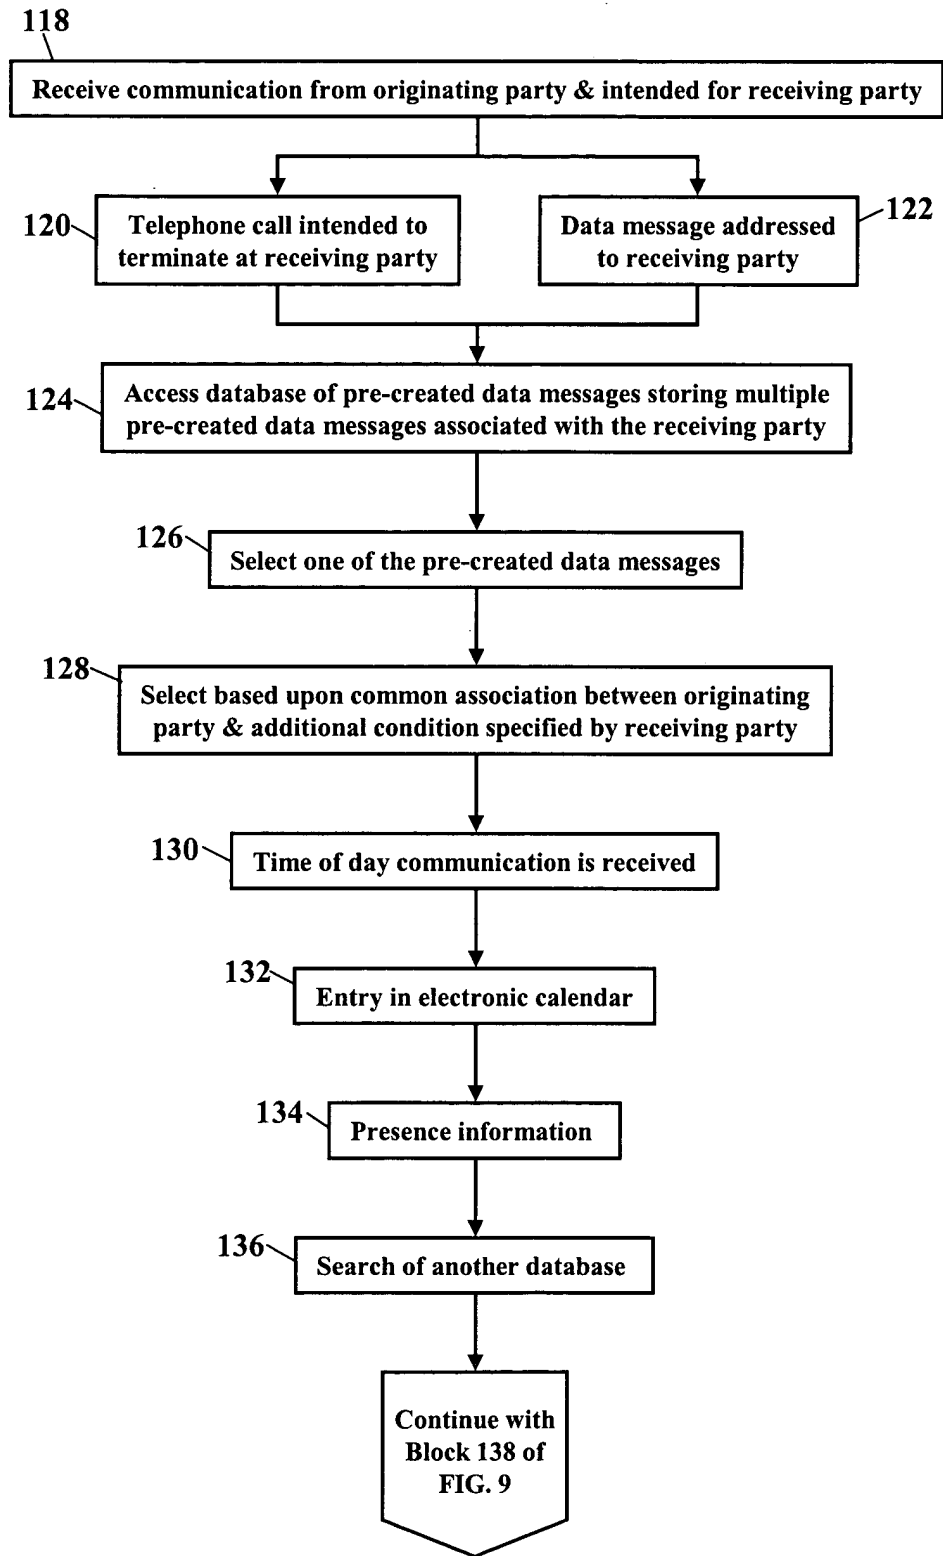 118
Receive communication from originating party & intended for receiving party
120
Telephone call intended to
terminate at receiving party
Data message addressed
to receiving party
122
124
Access database of pre-created data messages storing multiple
pre-created data messages associated with the receiving party
126
Select one of the pre-created data messages
128
Select based upon common association between originating
party & additional condition specified by receiving party
130
Time of day communication is received
132
Entry in electronic calendar
134
Presence information
136
Search of another database
Continue with
Block 138 of
FIG. 9